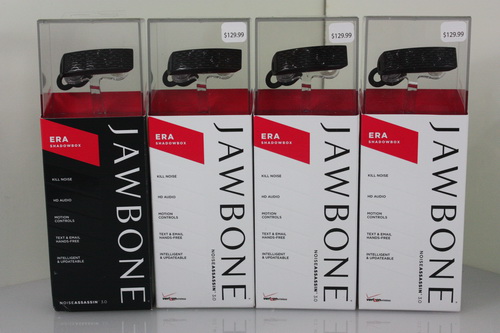 ERA
SHADOWBOX
KILL NOISE
HD AUDIO
MOTION
CONTROLS
TEXT & EMAIL
HANDS-FREE
INTELLIGENT
& UPDATEABLE
NOISEASSASSIN 3.0
JAWBONE
$129.99
ERA
SHADOWBOX
KILL NOISE
HD AUDIO
MOTION
CONTROLS
TEXT & EMAIL
HANDS-FREE
INTELLIGENT
& UPDATEABLE
verizon
NOISEASSASSIN 3.0
JAWBONE
$129.99
ERA
SHADOWBOX
KILL NOISE
HD AUDIO
MOTION
CONTROLS
TEXT & EMAIL
HANDS-FREE
INTELLIGENT
& UPDATEABLE
verizon
NOISEASSASSIN 3.0
JAWBONE
$129.99
ERA
SHADOWBOX
KILL NOISE
HD AUDIO
MOTION
CONTROLS
TEXT & EMAIL
HANDS-FREE
INTELLIGENT
& UPDATEABLE
verizon
NOISEASSASSIN 3.0
JAWBONE